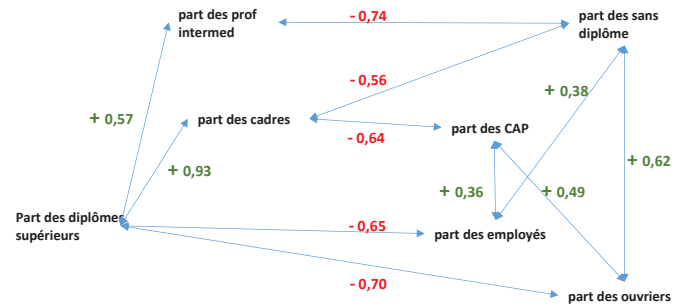 part des prof
intermed
- 0,74
part des sans
diplôme
- 0,56
+ 0,38
+ 0,57
part des cadres
- 0,64
part des CAP
+ 0,93
+ 0,36
+ 0,49
+ 0,62
Part des diplômes
supérieurs
- 0,65
part des employés
- 0,70
part des ouvriers